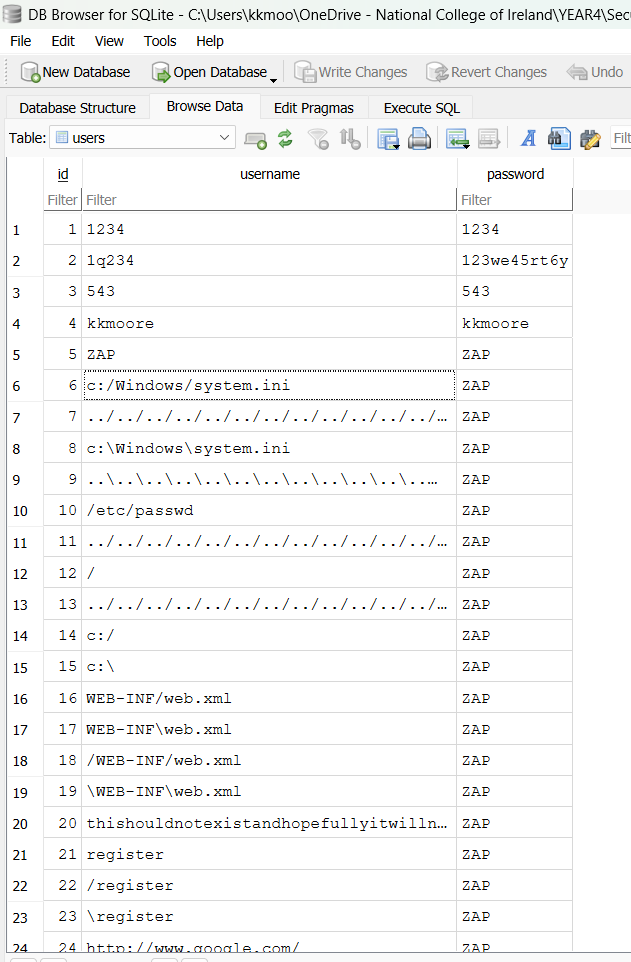 DB Browser for SQLite - C:\Users\kkmoo\OneDrive - National College of Ireland\YEAR4\Sec
File Edit View Tools Help
New Database Open Database Write Changes Revert Changes Undo
Database Structure Browse Data Edit Pragmas Execute SQL
Table: users Filt
id username password
Filter Filter Filter
1 1 1234 1234
2 2 1q234 123we45rt6y
3 3 543 543
4 4 kkmoore kkmoore
5 5 ZAP ZAP
6 6 c:/Windows/system.ini ZAP
7 7 ../../../../../../../../../../../../… ZAP
8 8 c:\Windows\system.ini ZAP
9 9 ..\..\..\..\..\..\..\..\..\..\..\..… ZAP
10 10 /etc/passwd ZAP
11 11 ../../../../../../../../../../../../… ZAP
12 12 / ZAP
13 13 ../../../../../../../../../../../../… ZAP
14 14 c:/ ZAP
15 15 c:\ ZAP
16 16 WEB-INF/web.xml ZAP
17 17 WEB-INF\web.xml ZAP
18 18 /WEB-INF/web.xml ZAP
19 19 \WEB-INF\web.xml ZAP
20 20 thishouldnotexistandhopefullyitwilln… ZAP
21 21 register ZAP
22 22 /register ZAP
23 23 \register ZAP
24 24 http://www.google.com/ ZAP